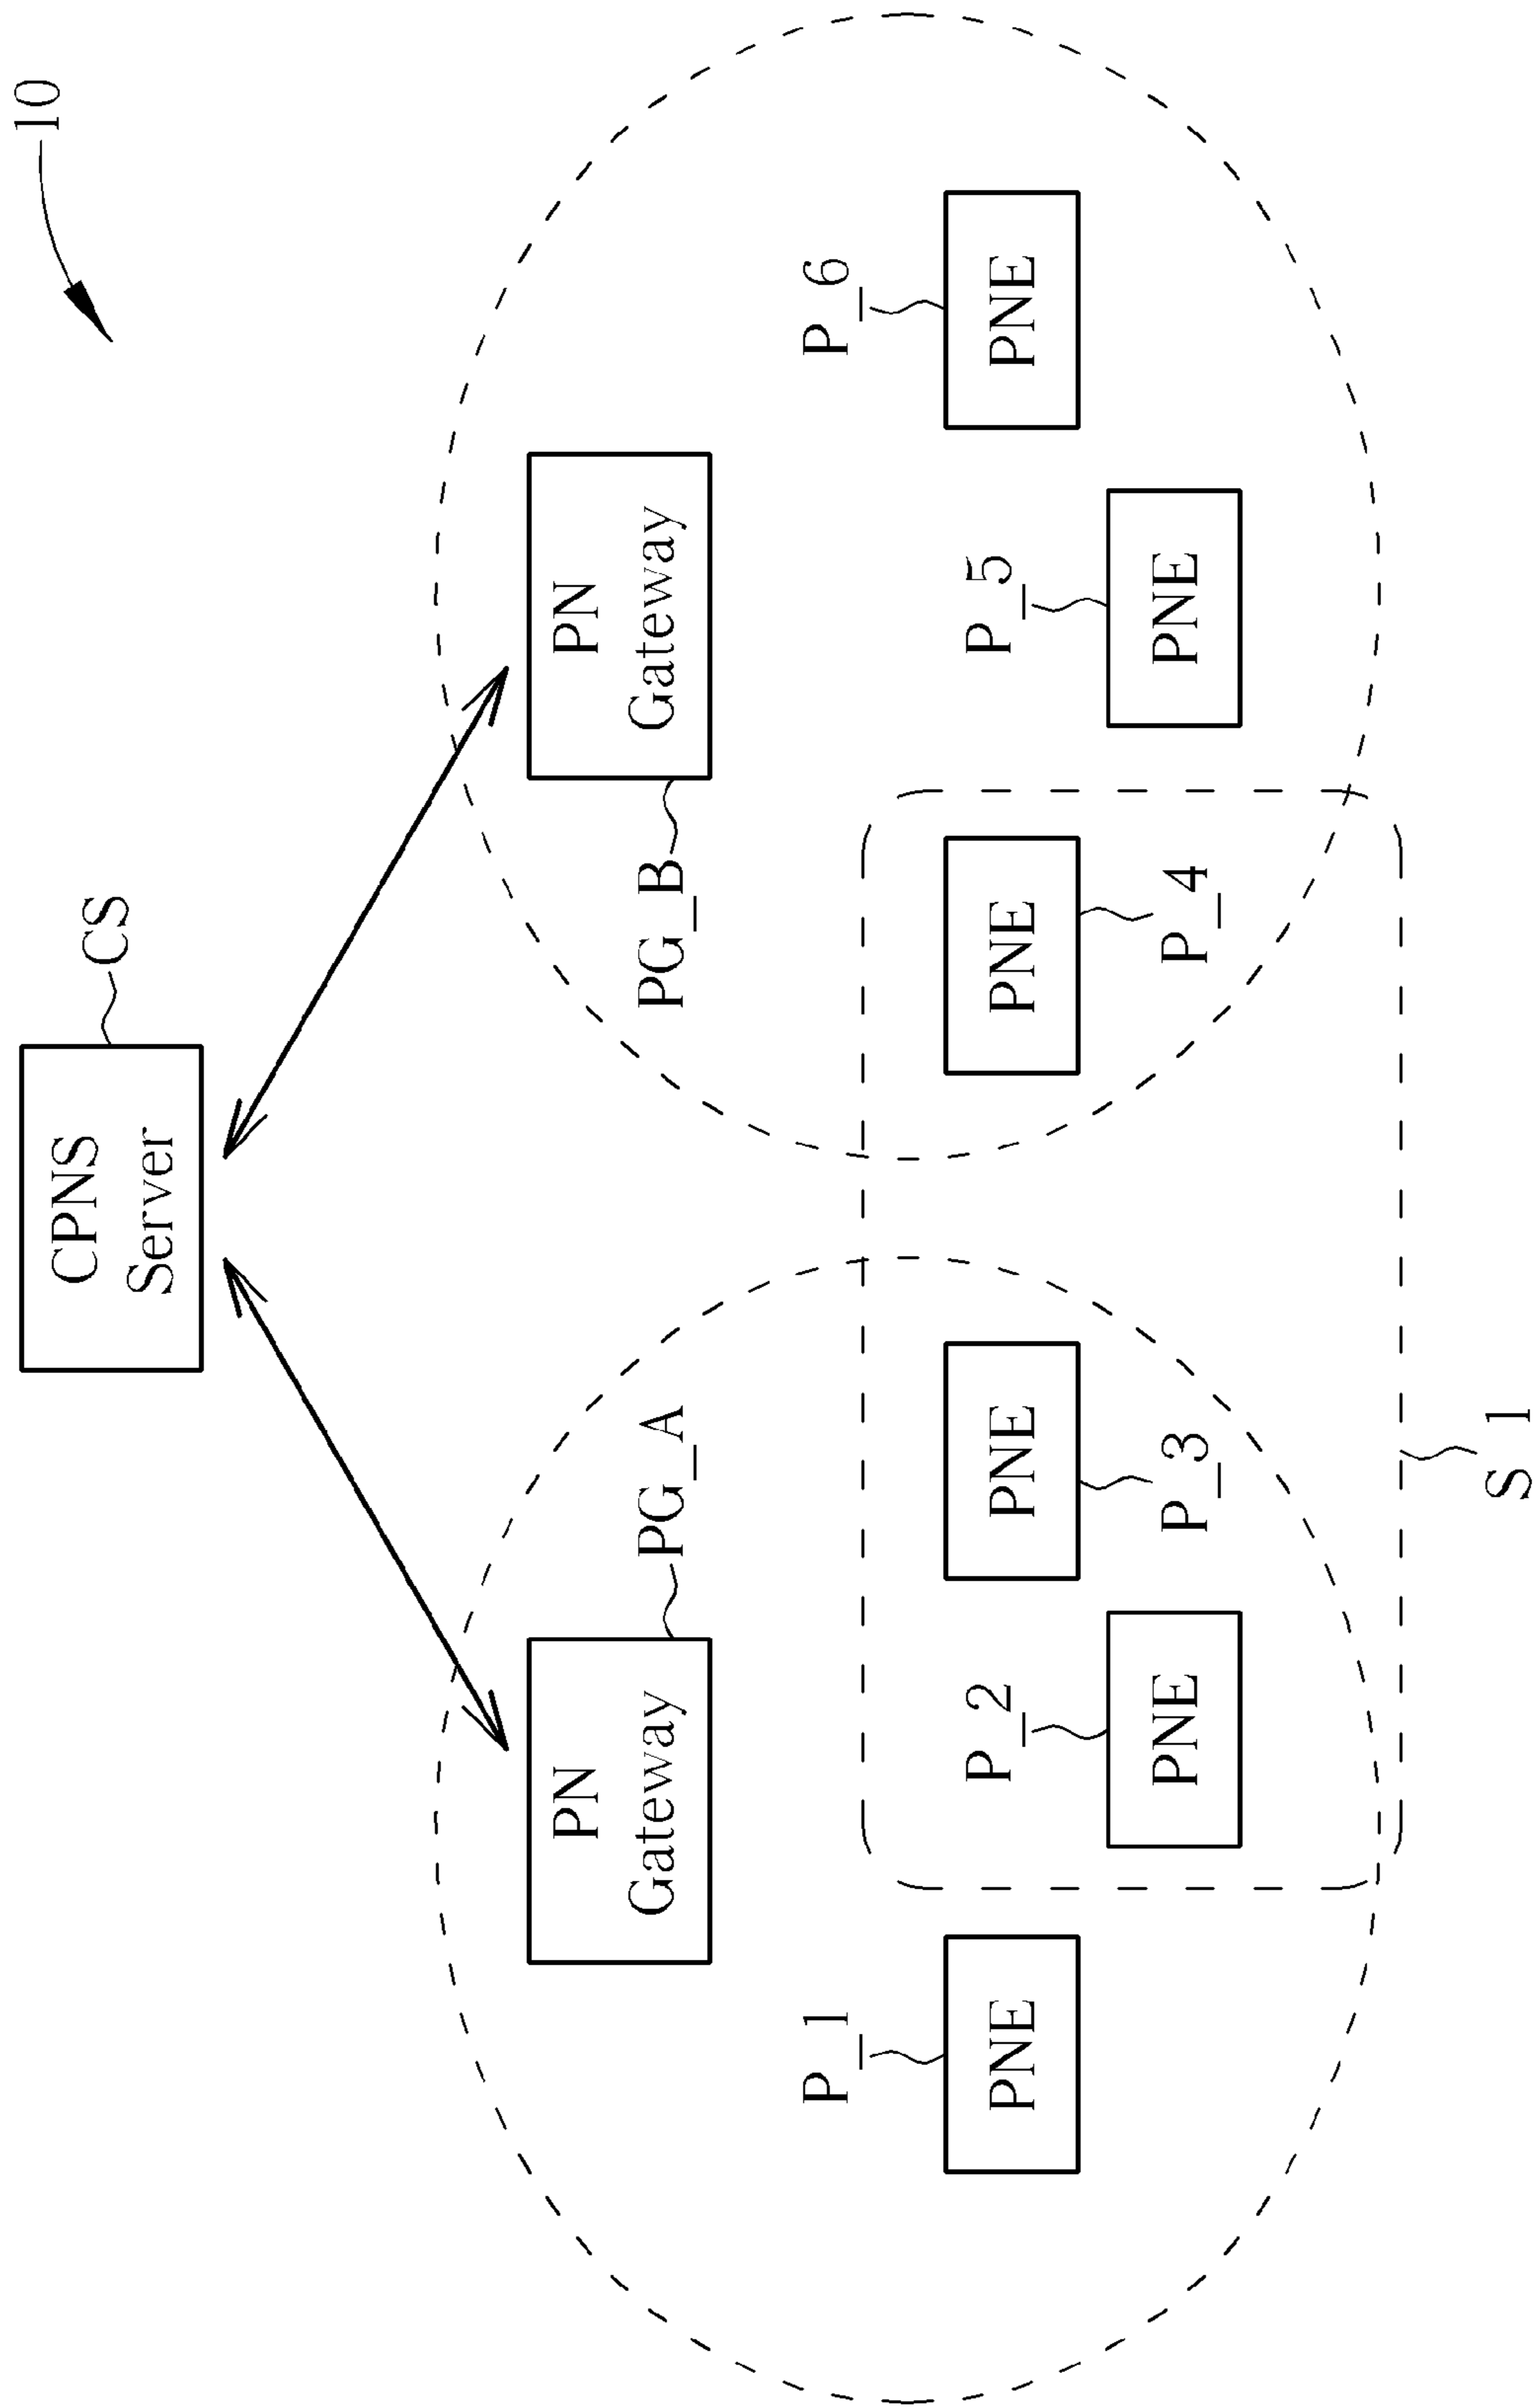 10
CPNS
Server
CS
PN
Gateway
PG_A
PG_B
PN
Gateway
P_1
PNE
P_2
PNE
PNE
P_3
PNE
P_4
P_5
PNE
P_6
PNE
S_1